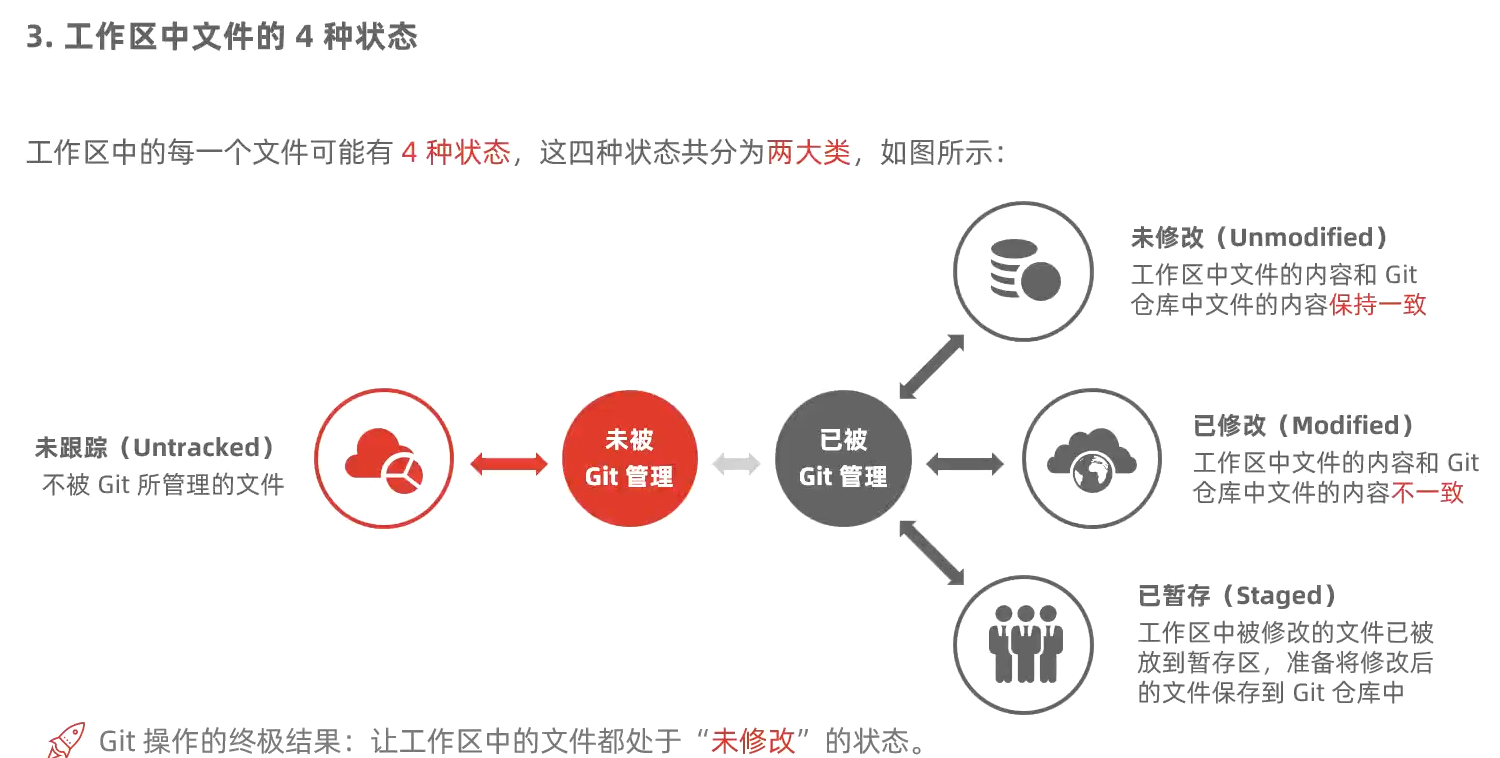 3. 工作区中文件的 4 种状态
工作区中的每一个文件可能有 4 种状态，这四种状态共分为两大类，如图所示：
未修改（Unmodified）
工作区中文件的内容和 Git
仓库中文件的内容保持一致
未跟踪（Untracked）
不被 Git 所管理的文件
未被
Git 管理
已被
Git 管理
已修改（Modified）
工作区中文件的内容和 Git
仓库中文件的内容不一致
已暂存（Staged）
工作区中被修改的文件已被
放到暂存区，准备将修改后
的文件保存到 Git 仓库中
Git 操作的终极结果：让工作区中的文件都处于“未修改”的状态。